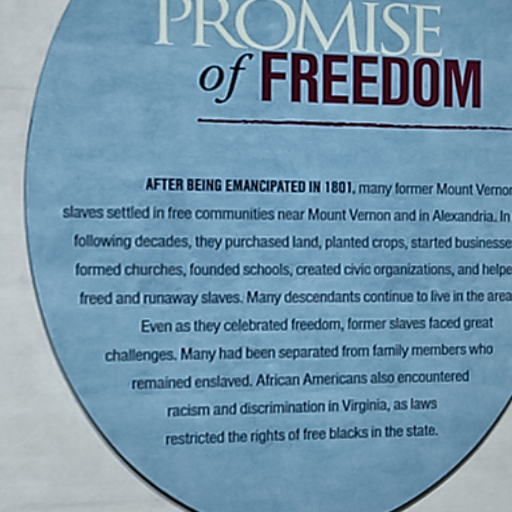 PROMISE
of FREEDOM
AFTER BEING EMANCIPATED IN 1801, many former Mount Vernon
slaves settled in free communities near Mount Vernon and in Alexandria. In
following decades, they purchased land, planted crops, started businesse
formed churches, founded schools, created civic organizations, and helpe
freed and runaway slaves. Many descendants continue to live in the area
Even as they celebrated freedom, former slaves faced great
challenges. Many had been separated from family members who
remained enslaved. African Americans also encountered
racism and discrimination in Virginia, as laws
restricted the rights of free blacks in the state.